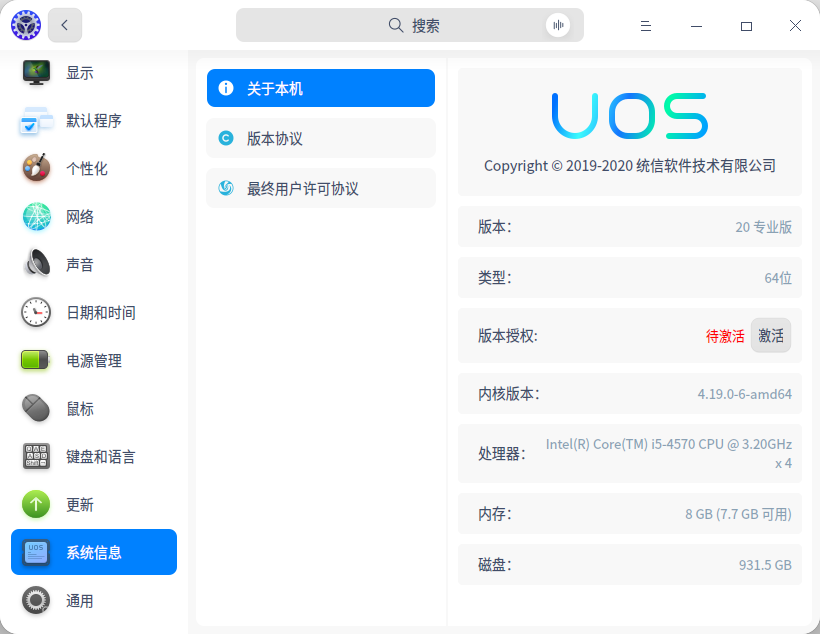 搜索
显示
默认程序
个性化
网络
声音
日期和时间
电源管理
鼠标
键盘和语言
更新
UOS
系统信息
通用
关于本机
版本协议
最终用户许可协议
UOS
Copyright © 2019-2020 统信软件技术有限公司
版本: 20 专业版
类型: 64位
版本授权: 待激活 激活
内核版本: 4.19.0-6-amd64
处理器: Intel(R) Core(TM) i5-4570 CPU @ 3.20GHz
x 4
内存: 8 GB (7.7 GB 可用)
磁盘: 931.5 GB